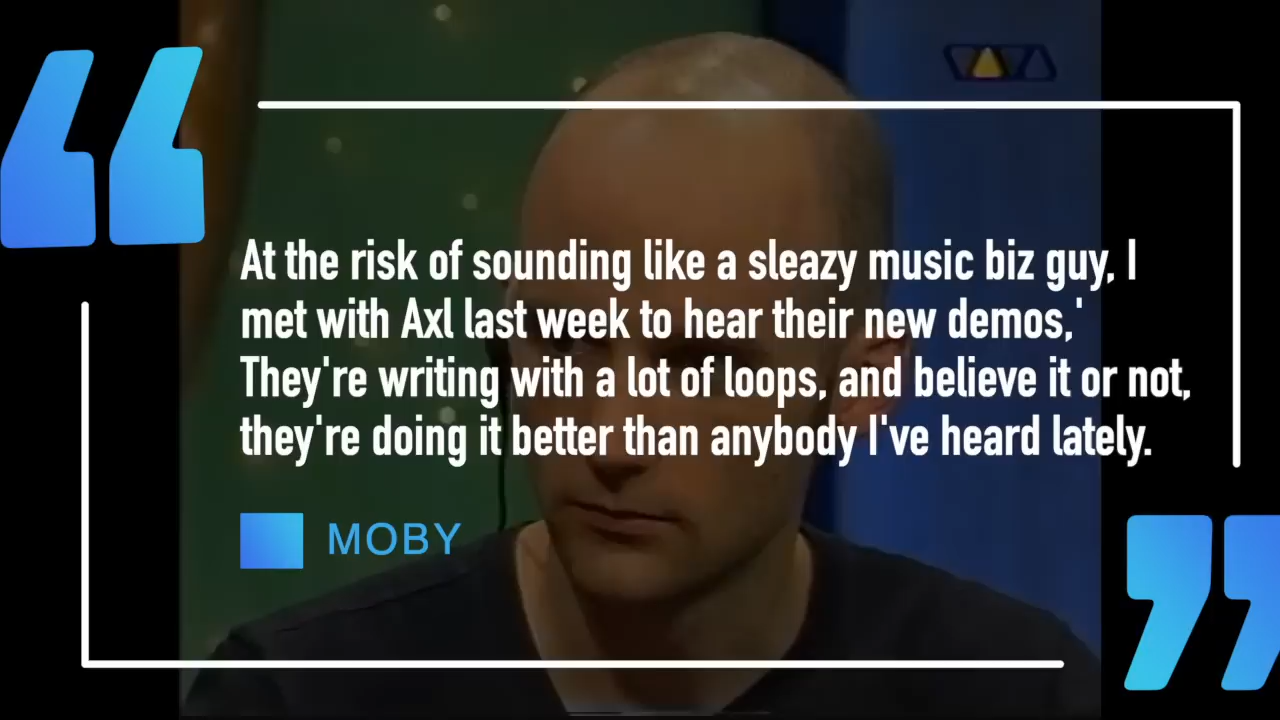 VIVA
At the risk of sounding like a sleazy music biz guy, I
met with Axl last week to hear their new demos,'
They're writing with a lot of loops, and believe it or not,
they're doing it better than anybody I've heard lately.
MOBY